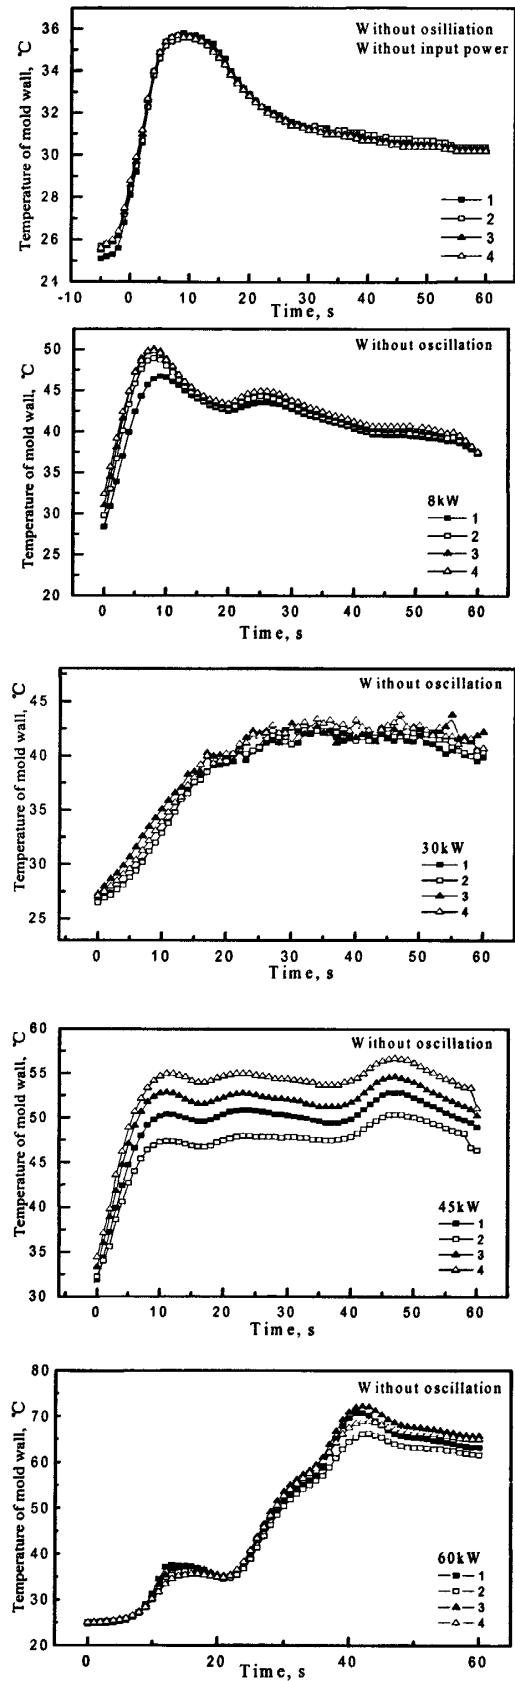 Without osilliation
Without input power
Temperature of mold wall, ℃
36
34
32
30
28
26
24
1
2
3
4
-10 0 10 20 30 40 50 60
Time, s
Without oscillation
Temperature of mold wall, ℃
50
45
40
35
30
25
20
8kW
1
2
3
4
0 10 20 30 40 50 60
Time, s
Without oscillation
Temperature of mold wall, ℃
45
40
35
30
25
30kW
1
2
3
4
0 10 20 30 40 50 60
Time, s
Without oscillation
Temperature of mold wall, ℃
60
55
50
45
40
35
30
45kW
1
2
3
4
0 10 20 30 40 50 60
Time, s
Without oscillation
Temperature of mold wall, ℃
80
70
60
50
40
30
20
60kW
1
2
3
4
0 20 40 60
Time, s